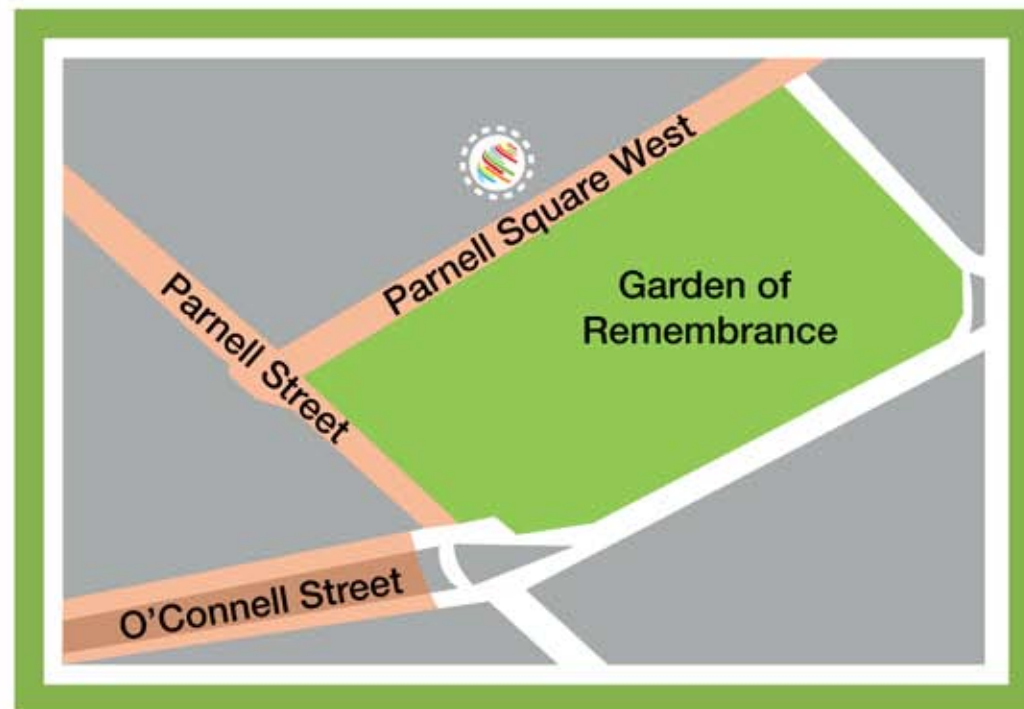 Parnell Square West
Garden of
Remembrance
Parnell Street
O'Connell Street